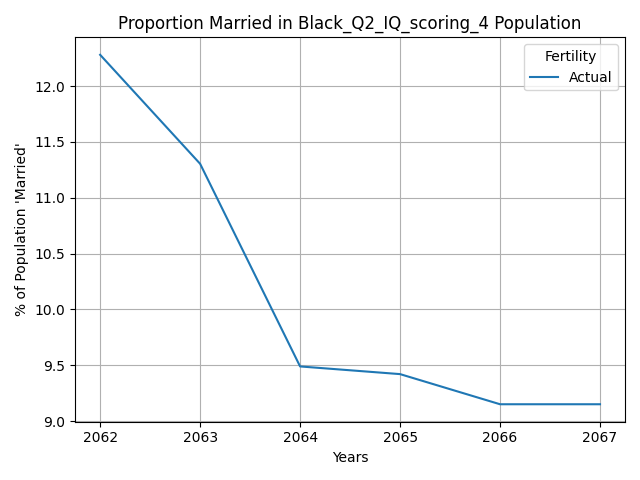 Proportion Married in Black_Q2_IQ_scoring_4 Population
Fertility
Actual
% of Population 'Married'
12.0
11.5
11.0
10.5
10.0
9.5
9.0
2062 2063 2064 2065 2066 2067
Years